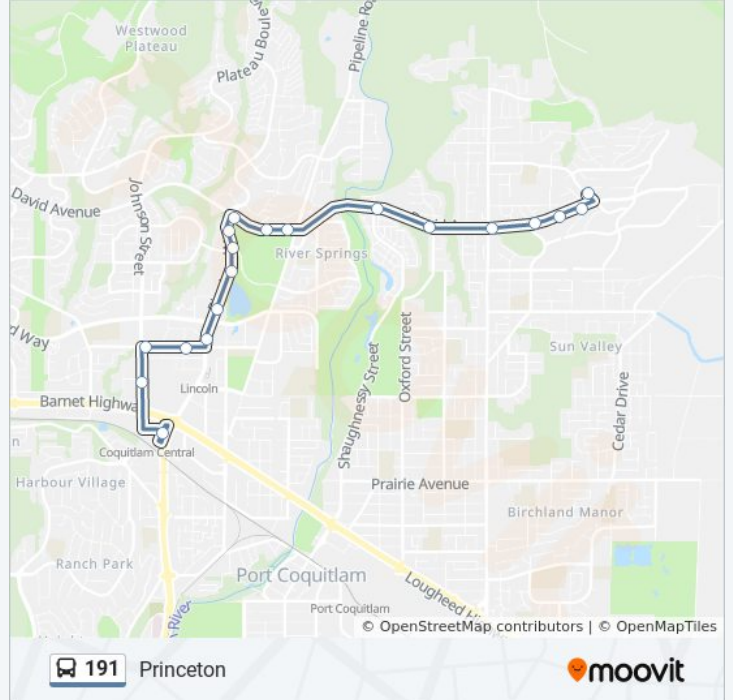 Westwood
Plateau
Plateau Boulev
Pipeline Ro
David Avenue
Johnson Street
River Springs
d Way
Lincoln
Oxford Street
Shaughnessy Street
Sun Valley
Cedar Drive
Barnet Highwa
n
Coquitlam Central
Harbour Village
Prairie Avenue
Birchland Manor
Ranch Park
Port Coquitlam
Lougheed H
Port Coquitlam
River
© OpenStreetMap contributors | © OpenMapTiles
191 Princeton
moovit